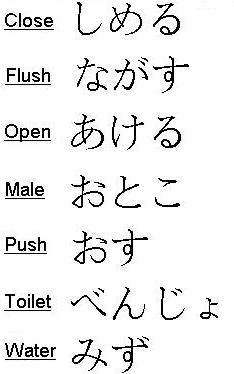 Close しめる
Flush ながす
Open あける
Male おとこ
Push おす
Toilet べんじょ
Water みず